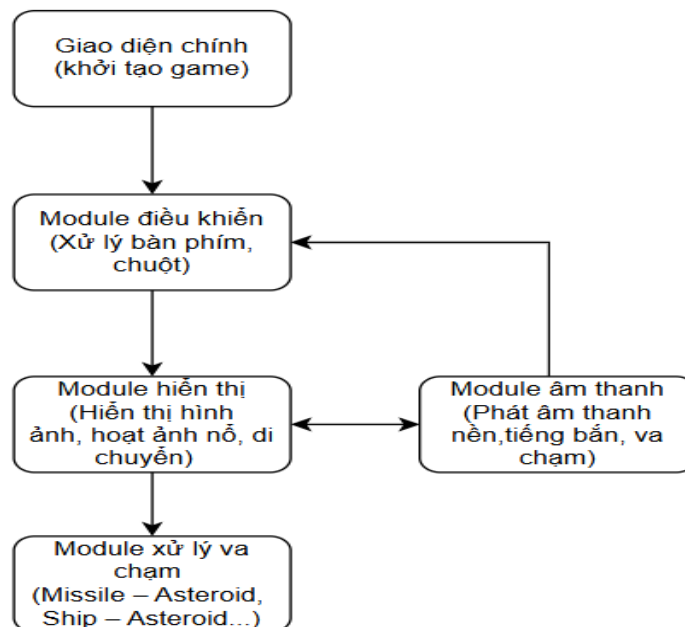 Giao diện chính
(khởi tạo game)
Module điều khiển
(Xử lý bàn phím,
chuột)
Module hiển thị
(Hiển thị hình
ảnh, hoạt ảnh nổ, di
chuyển)
Module âm thanh
(Phát âm thanh
nền,tiếng bắn, va
chạm)
Module xử lý va
chạm
(Missile – Asteroid,
Ship – Asteroid...)